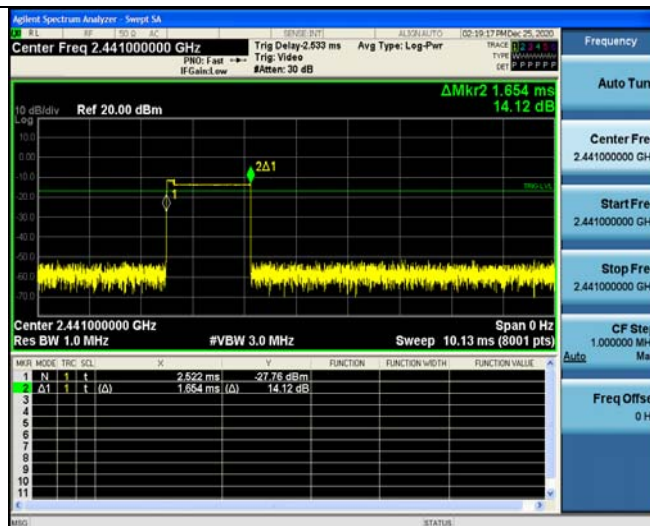 Agilent Spectrum Analyzer - Swept SA
RL RF 50 Ω AC SENSE:INT ALIGN AUTO 02:19:17 PM Dec 25, 2020
Center Freq 2.441000000 GHz
Trig Delay-2.533 ms Avg Type: Log-Pwr TRACE 1 2 3 4 5 6
PNO: Fast Trig: Video TYPE
IFGain:Low #Atten: 30 dB DET P P P P P P
ΔMkr2 1.654 ms
14.12 dB
10 dB/div Ref 20.00 dBm
Log
10.0
0.00
-10.0
-20.0
-30.0
-40.0
-50.0
-60.0
-70.0
2Δ1
1
TRIG LVL
Center 2.441000000 GHz Span 0 Hz
Res BW 1.0 MHz #VBW 3.0 MHz Sweep 10.13 ms (8001 pts)
MKR MODE TRC SCL X Y FUNCTION FUNCTION WIDTH FUNCTION VALUE
1 N 1 t 2.522 ms -27.76 dBm
2 Δ1 1 t (Δ) 1.654 ms (Δ) 14.12 dB
3
4
5
6
7
8
9
10
11
MSG STATUS
Frequency
Auto Tun
Center Fre
2.441000000 GH
Start Fre
2.441000000 GH
Stop Fre
2.441000000 GH
CF Step
1.000000 MH
Auto Ma
Freq Offse
0 H